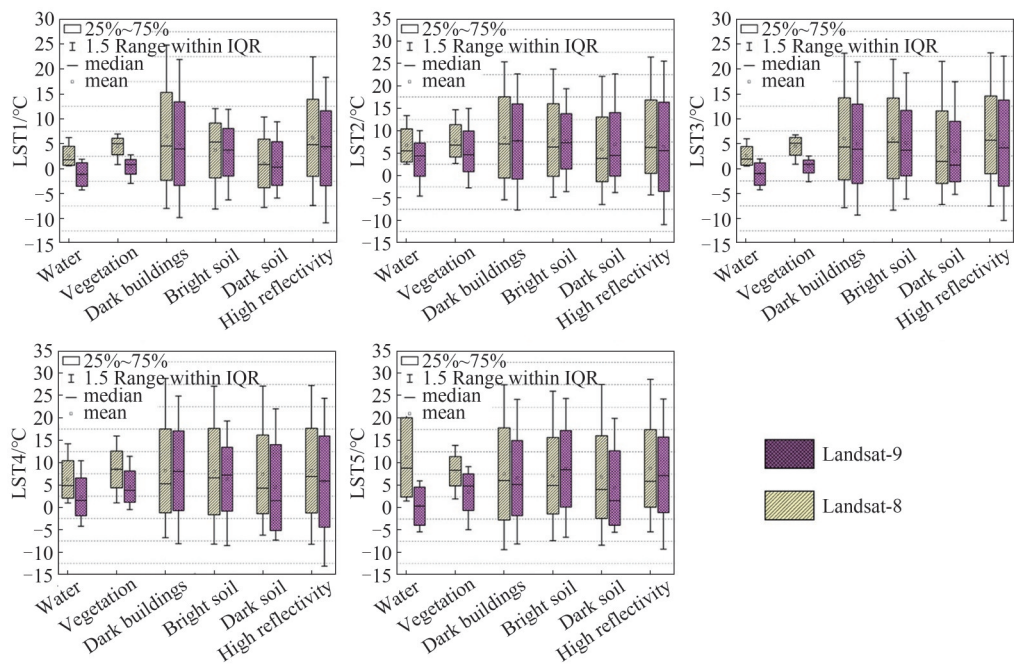 LST1/°C
30
25
20
15
10
5
0
−5
−10
−15
25%~75%
1.5 Range within IQR
median
mean
Water
Vegetation
Dark buildings
Bright soil
Dark soil
High reflectivity
LST2/°C
35
30
25
20
15
10
5
0
−5
−10
−15
25%~75%
1.5 Range within IQR
median
mean
Water
Vegetation
Dark buildings
Bright soil
Dark soil
High reflectivity
LST3/°C
30
25
20
15
10
5
0
−5
−10
−15
25%~75%
1.5 Range within IQR
median
mean
Water
Vegetation
Dark buildings
Bright soil
Dark soil
High reflectivity
LST4/°C
35
30
25
20
15
10
5
0
−5
−10
−15
25%~75%
1.5 Range within IQR
median
mean
Water
Vegetation
Dark buildings
Bright soil
Dark soil
High reflectivity
LST5/°C
35
30
25
20
15
10
5
0
−5
−10
−15
25%~75%
1.5 Range within IQR
median
mean
Water
Vegetation
Dark buildings
Bright soil
Dark soil
High reflectivity
Landsat-9
Landsat-8